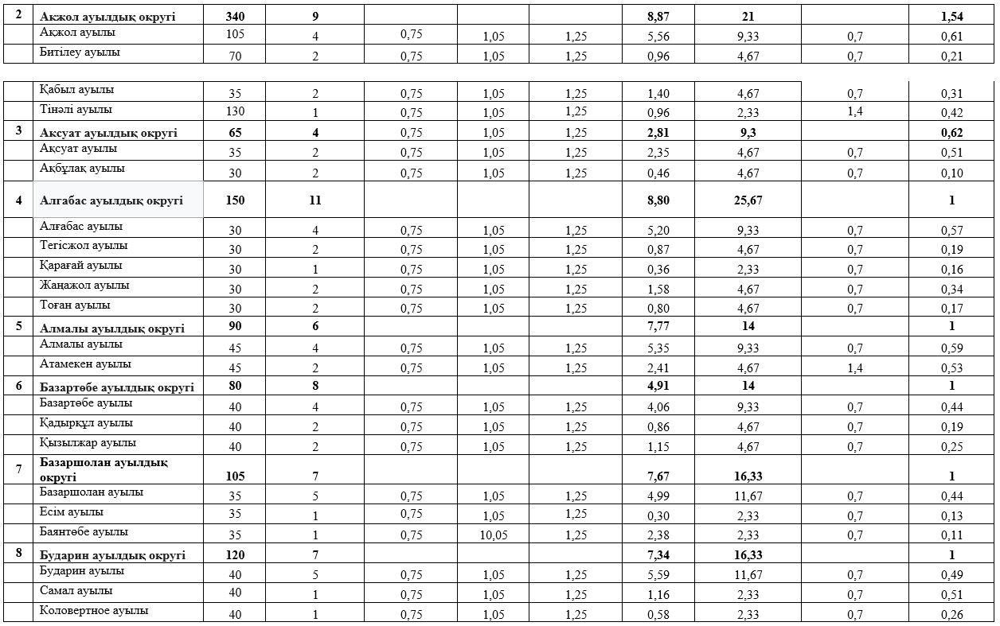 2 Акжол ауылдық округі 340 9 8,87 21 1,54
Ақжол ауылы 105 4 0,75 1,05 1,25 5,56 9,33 0,7 0,61
Битілеу ауылы 70 2 0,75 1,05 1,25 0,96 4,67 0,7 0,21
Қабыл ауылы 35 2 0,75 1,05 1,25 1,40 4,67 0,7 0,31
Тінәлі ауылы 130 1 0,75 1,05 1,25 0,96 2,33 1,4 0,42
3 Аксуат ауылдық округі 65 4 0,75 1,05 1,25 2,81 9,3 0,62
Ақсуат ауылы 35 2 0,75 1,05 1,25 2,35 4,67 0,7 0,51
Ақбұлақ ауылы 30 2 0,75 1,05 1,25 0,46 4,67 0,7 0,10
4 Алгабас ауылдық округі 150 11 8,80 25,67 1
Алғабас ауылы 30 4 0,75 1,05 1,25 5,20 9,33 0,7 0,57
Тегісжол ауылы 30 2 0,75 1,05 1,25 0,87 4,67 0,7 0,19
Қарағай ауылы 30 1 0,75 1,05 1,25 0,36 2,33 0,7 0,16
Жаңажол ауылы 30 2 0,75 1,05 1,25 1,58 4,67 0,7 0,34
Тоған ауылы 30 2 0,75 1,05 1,25 0,80 4,67 0,7 0,17
5 Алмалы ауылдық округі 90 6 7,77 14 1
Алмалы ауылы 45 4 0,75 1,05 1,25 5,35 9,33 0,7 0,59
Атамекен ауылы 45 2 0,75 1,05 1,25 2,41 4,67 1,4 0,53
6 Базартөбе ауылдық округі 80 8 4,91 14 1
Базартөбе ауылы 40 4 0,75 1,05 1,25 4,06 9,33 0,7 0,44
Қадырқұл ауылы 40 2 0,75 1,05 1,25 0,86 4,67 0,7 0,19
Қызылжар ауылы 40 2 0,75 1,05 1,25 1,15 4,67 0,7 0,25
7 Базаршолан ауылдық
округі 105 7 7,67 16,33 1
Базаршолан ауылы 35 5 0,75 1,05 1,25 4,99 11,67 0,7 0,44
Есім ауылы 35 1 0,75 1,05 1,25 0,30 2,33 0,7 0,13
Баянтөбе ауылы 35 1 0,75 10,05 1,25 2,38 2,33 0,7 0,11
8 Бударин ауылдық округі 120 7 7,34 16,33 1
Бударин ауылы 40 5 0,75 1,05 1,25 5,59 11,67 0,7 0,49
Самал ауылы 40 1 0,75 1,05 1,25 1,16 2,33 0,7 0,51
Коловертное ауылы 40 1 0,75 1,05 1,25 0,58 2,33 0,7 0,26